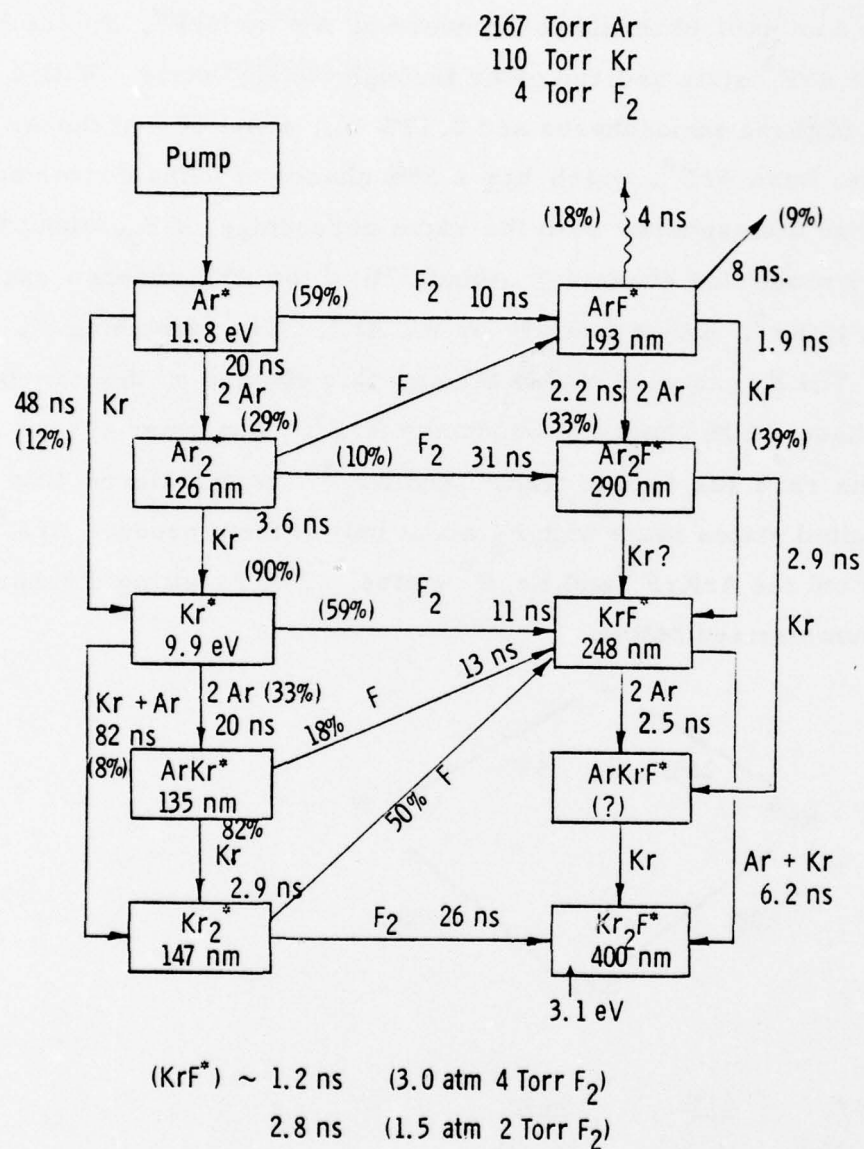 2167 Torr Ar
110 Torr Kr
4 Torr F₂
Pump
(18%) 4 ns (9%)
8 ns
Ar*
11.8 eV
(59%) F₂ 10 ns
ArF*
193 nm
1.9 ns
20 ns
48 ns
(12%)
Kr
2 Ar
(29%)
F
2.2 ns 2 Ar
(33%)
Kr
(39%)
Ar₂*
126 nm
(10%) F₂ 31 ns
Ar₂F*
290 nm
3.6 ns
Kr
(90%)
Kr?
2.9 ns
Kr
Kr*
9.9 eV
(59%) F₂ 11 ns
KrF*
248 nm
Kr + Ar
82 ns
(8%)
2 Ar (33%)
20 ns
18% F 13 ns
2 Ar
2.5 ns
ArKr*
135 nm
82%
50% F
ArKrF*
(?)
Kr
2.9 ns
Kr
Ar + Kr
6.2 ns
Kr₂*
147 nm
F₂ 26 ns
Kr₂F*
400 nm
3.1 eV
(KrF*) ~ 1.2 ns (3.0 atm 4 Torr F₂)
2.8 ns (1.5 atm 2 Torr F₂)